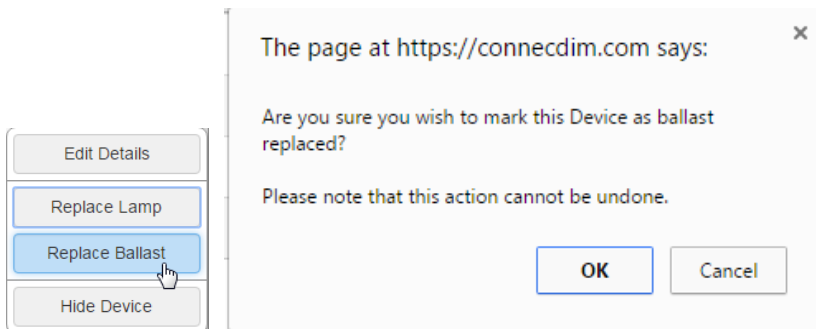 Edit Details
Replace Lamp
Replace Ballast
Hide Device
The page at https://connecdim.com says:
Are you sure you wish to mark this Device as ballast
replaced?
Please note that this action cannot be undone.
OK
Cancel